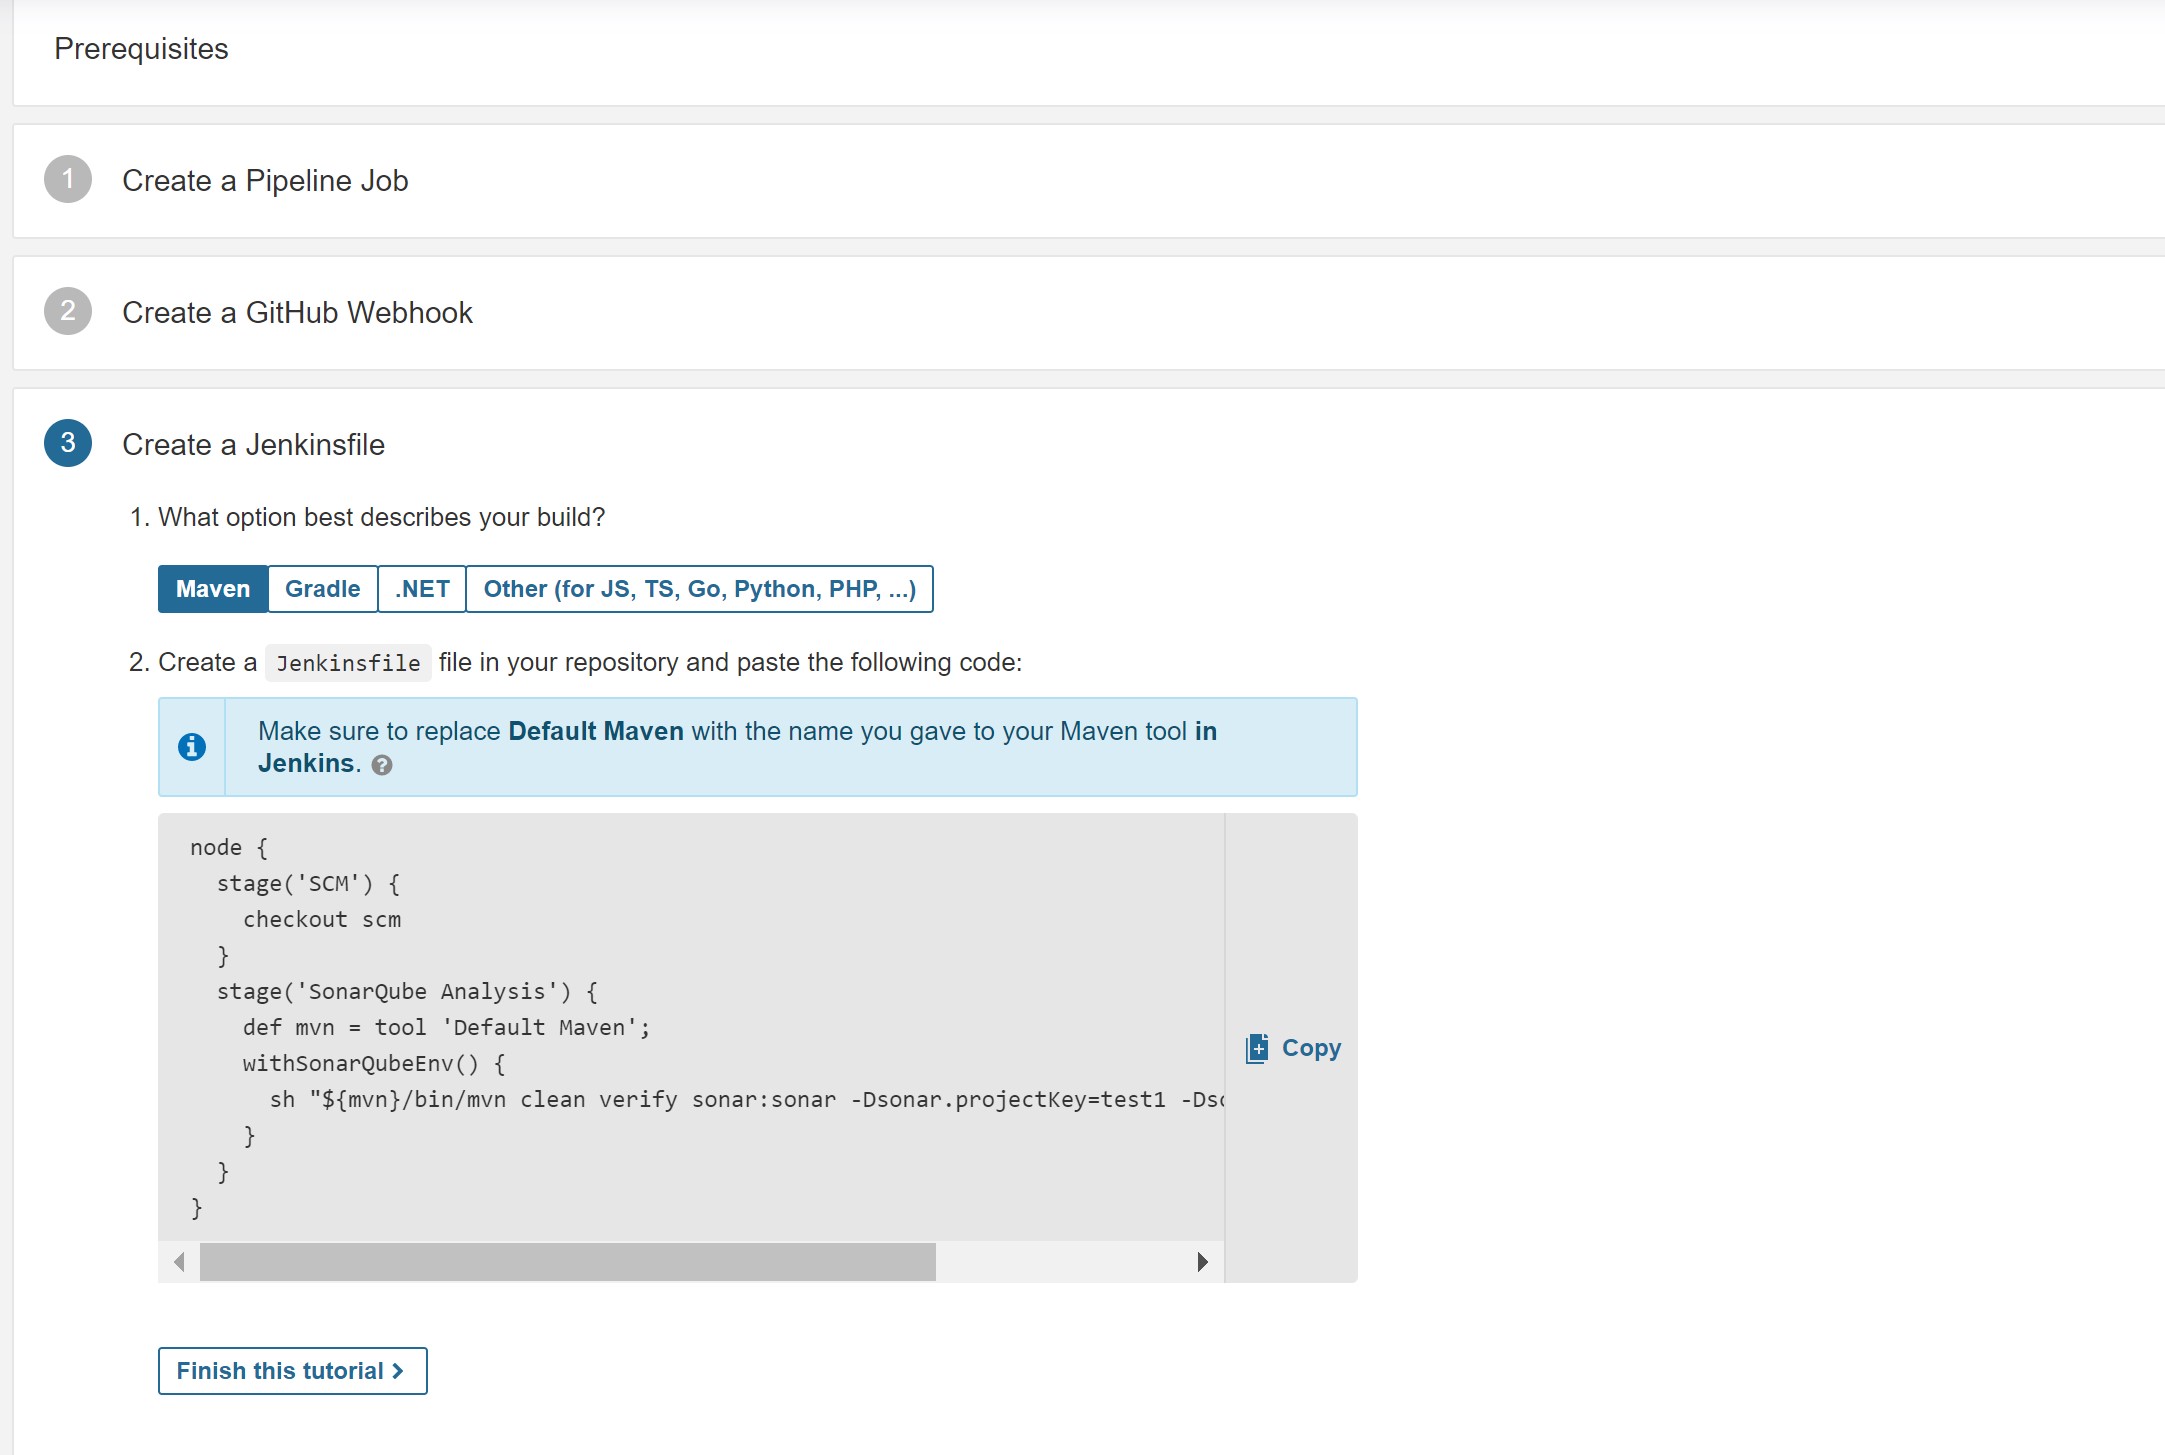 Prerequisites
1 Create a Pipeline Job
2 Create a GitHub Webhook
3 Create a Jenkinsfile
1. What option best describes your build?
Maven Gradle .NET Other (for JS, TS, Go, Python, PHP, ...)
2. Create a Jenkinsfile file in your repository and paste the following code:
Make sure to replace Default Maven with the name you gave to your Maven tool in
Jenkins. ?
node {
  stage('SCM') {
    checkout scm
  }
  stage('SonarQube Analysis') {
    def mvn = tool 'Default Maven';
    withSonarQubeEnv() {
      sh "${mvn}/bin/mvn clean verify sonar:sonar -Dsonar.projectKey=test1 -Dso
    }
  }
}
Copy
Finish this tutorial >